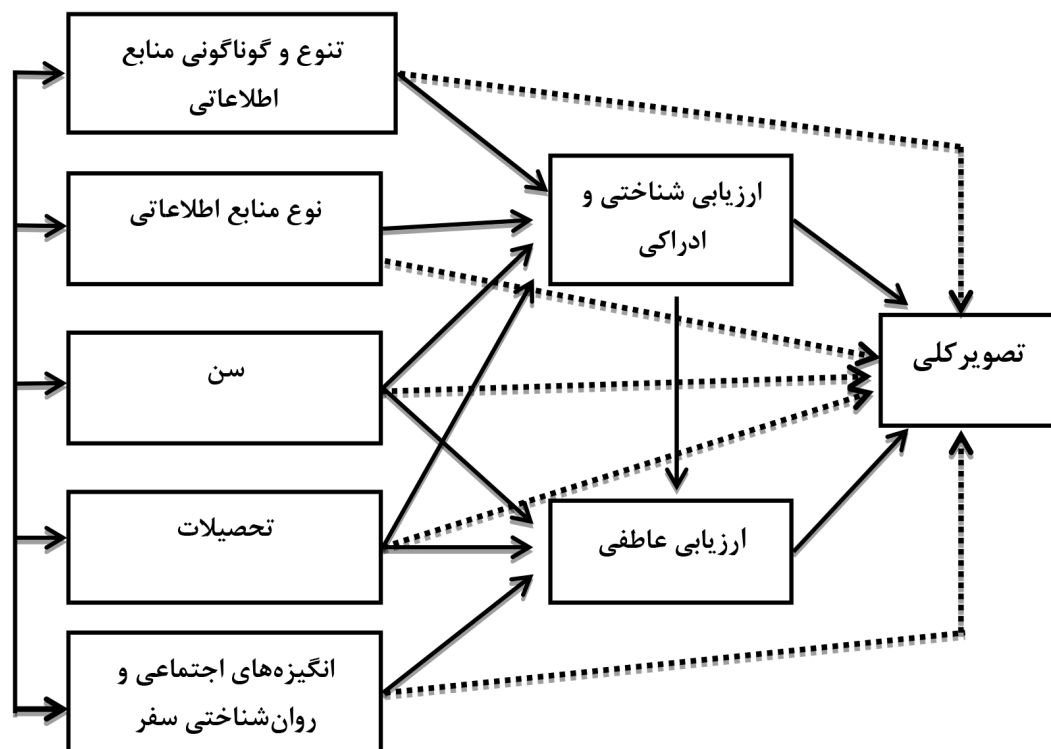 تنوع و گوناگونی منابع
اطلاعاتی
نوع منابع اطلاعاتی
سن
تحصیلات
انگیزه‌های اجتماعی و
روان‌شناختی سفر
ارزیابی شناختی و
ادراکی
ارزیابی عاطفی
تصویرکلی